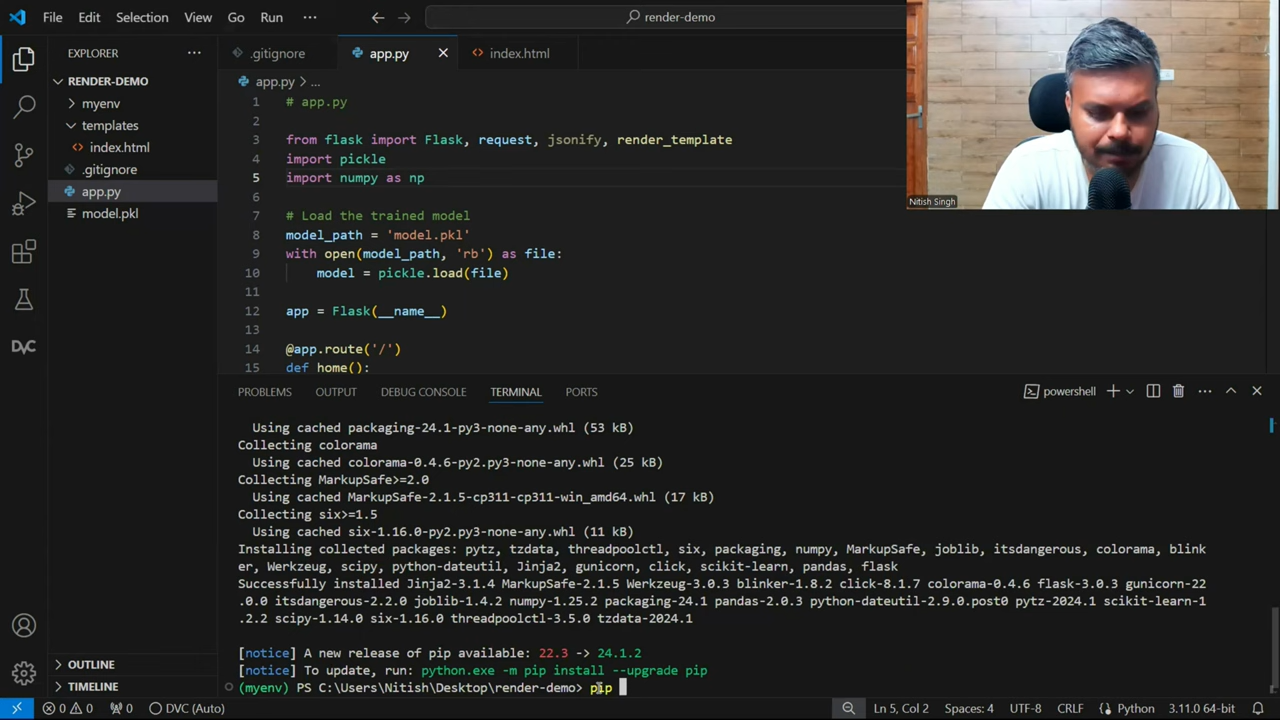 File Edit Selection View Go Run ··· render-demo
EXPLORER ···
RENDER-DEMO
myenv
templates
index.html
.gitignore
app.py
model.pkl
OUTLINE
TIMELINE
DVC
.gitignore app.py index.html
app.py > ...
1 # app.py
2
3 from flask import Flask, request, jsonify, render_template
4 import pickle
5 import numpy as np
6
7 # Load the trained model
8 model_path = 'model.pkl'
9 with open(model_path, 'rb') as file:
10 model = pickle.load(file)
11
12 app = Flask(__name__)
13
14 @app.route('/')
15 def home():
Nitish Singh
PROBLEMS OUTPUT DEBUG CONSOLE TERMINAL PORTS powershell
Using cached packaging-24.1-py3-none-any.whl (53 kB)
Collecting colorama
Using cached colorama-0.4.6-py2.py3-none-any.whl (25 kB)
Collecting MarkupSafe>=2.0
Using cached MarkupSafe-2.1.5-cp311-cp311-win_amd64.whl (17 kB)
Collecting six>=1.5
Using cached six-1.16.0-py2.py3-none-any.whl (11 kB)
Installing collected packages: pytz, tzdata, threadpoolctl, six, packaging, numpy, MarkupSafe, joblib, itsdangerous, colorama, blink
er, Werkzeug, scipy, python-dateutil, Jinja2, gunicorn, click, scikit-learn, pandas, flask
Successfully installed Jinja2-3.1.4 MarkupSafe-2.1.5 Werkzeug-3.0.3 blinker-1.8.2 click-8.1.7 colorama-0.4.6 flask-3.0.3 gunicorn-22
.0.0 itsdangerous-2.2.0 joblib-1.4.2 numpy-1.25.2 packaging-24.1 pandas-2.0.3 python-dateutil-2.9.0.post0 pytz-2024.1 scikit-learn-1
.2.2 scipy-1.14.0 six-1.16.0 threadpoolctl-3.5.0 tzdata-2024.1
[notice] A new release of pip available: 22.3 -> 24.1.2
[notice] To update, run: python.exe -m pip install --upgrade pip
(myenv) PS C:\Users\Nitish\Desktop\render-demo> pip
0 0 0 DVC (Auto) Ln 5, Col 2 Spaces: 4 UTF-8 CRLF Python 3.11.0 64-bit